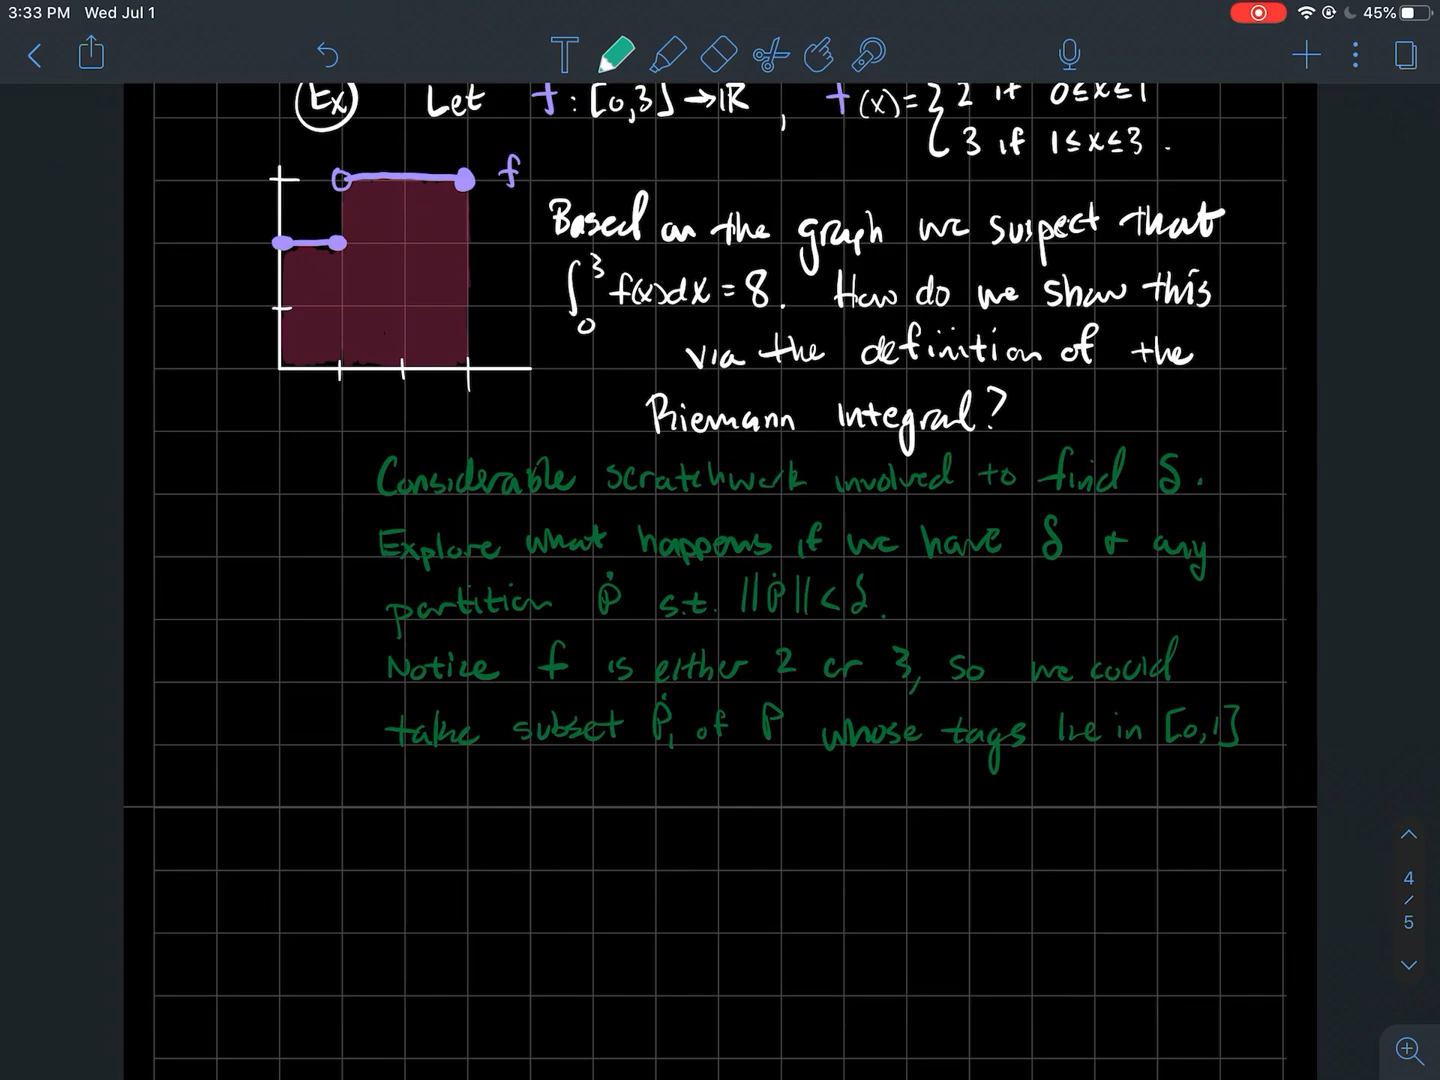 3:33 PM Wed Jul 1
45%
T
Ex Let f : [0,3] → ℝ , f(x) = { 2 if 0 ≤ x ≤ 1
3 if 1 ≤ x ≤ 3 .
f
Based on the graph we suspect that
∫₀³ f(x)dx = 8. How do we show this
via the definition of the
Riemann Integral?
Considerable scratchwork involved to find δ.
Explore what happens if we have δ + any
partition Ṗ s.t. ||Ṗ|| < δ.
Notice f is either 2 or 3, so we could
take subset Ṗ₁ of P whose tags lie in [0,1]
4
/
5